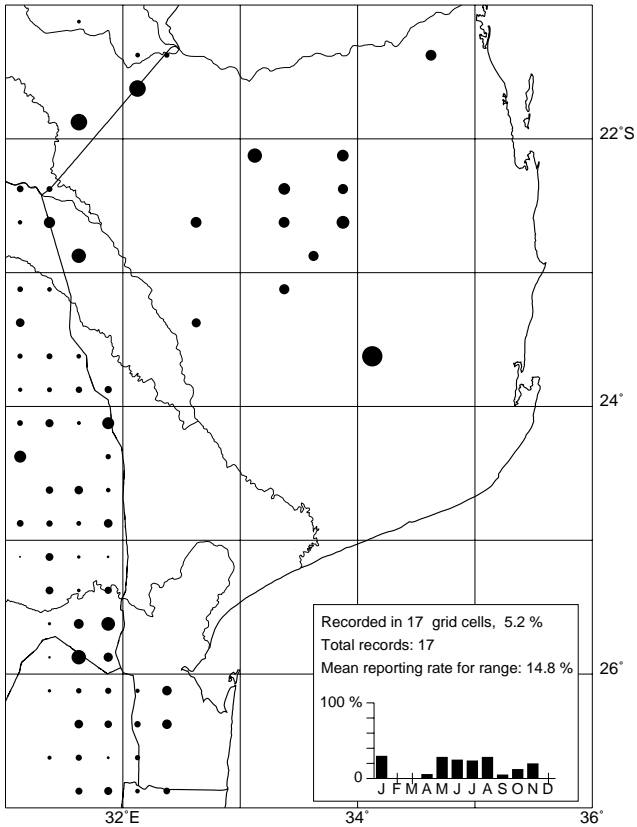 22°S
24°
Recorded in 17 grid cells, 5.2 %
Total records: 17
Mean reporting rate for range: 14.8 %
26°
100 %
0
J F M A M J J A S O N D
32°E
34°
36°